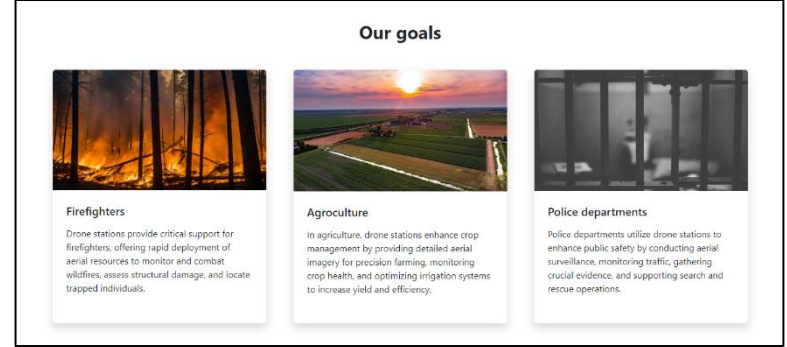 Our goals
Firefighters
Drone stations provide critical support for
firefighters, offering rapid deployment of
aerial resources to monitor and combat
wildfires, assess structural damage, and locate
trapped individuals.
Agroculture
In agriculture, drone stations enhance crop
management by providing detailed aerial
imagery for precision farming, monitoring
crop health, and optimizing irrigation systems
to increase yield and efficiency.
Police departments
Police departments utilize drone stations to
enhance public safety by conducting aerial
surveillance, monitoring traffic, gathering
crucial evidence, and supporting search and
rescue operations.